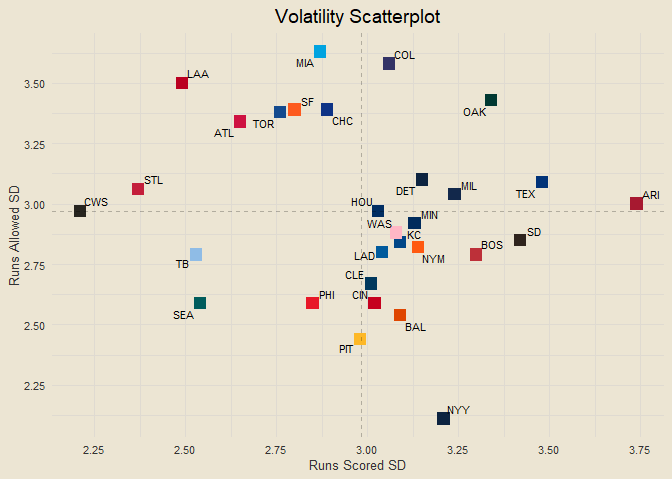 Volatility Scatterplot
MIA
COL
LAA
SF
OAK
ATL
TOR
CHC
STL
DET
MIL
TEX
ARI
CWS
HOU
WAS
MIN
KC
SD
LAD
NYM
BOS
TB
CLE
SEA
PHI
CIN
BAL
PIT
NYY
3.50
3.25
3.00
2.75
2.50
2.25
Runs Allowed SD
2.25 2.50 2.75 3.00 3.25 3.50 3.75
Runs Scored SD